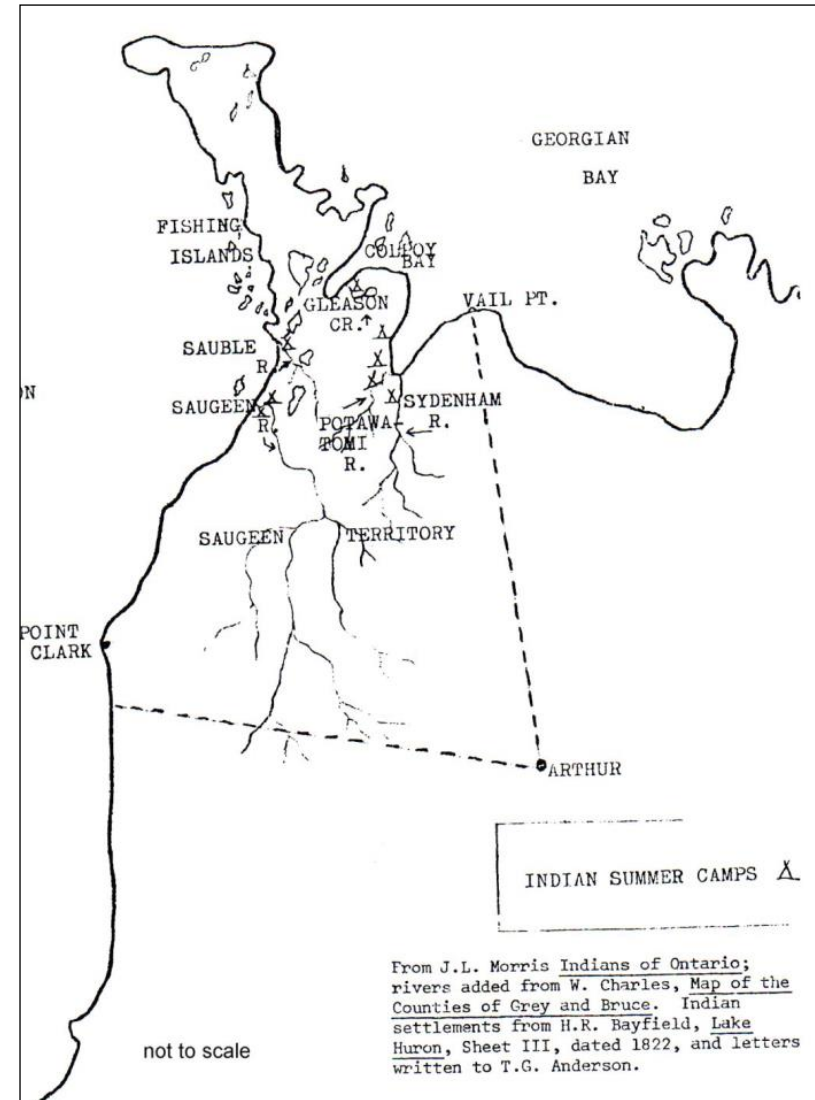 GEORGIAN
BAY
FISHING
ISLANDS
COLPOY
BAY
GLEASON
CR.
VAIL PT.
SAUBLE
R.
ON
SAUGEEN
R.
SYDENHAM
R.
POTAWA-
TOMI
R.
SAUGEEN TERRITORY
POINT
CLARK
ARTHUR
INDIAN SUMMER CAMPS
From J.L. Morris Indians of Ontario;
rivers added from W. Charles, Map of the
Counties of Grey and Bruce. Indian
settlements from H.R. Bayfield, Lake
Huron, Sheet III, dated 1822, and letters
written to T.G. Anderson.
not to scale